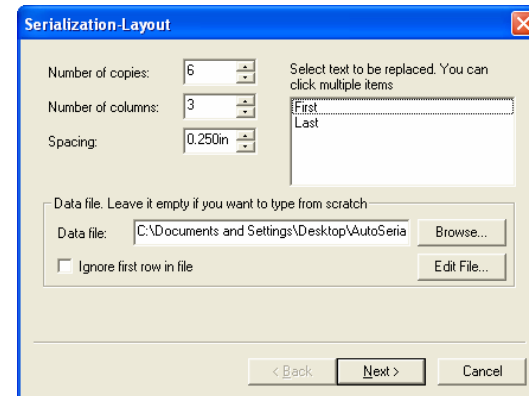 Serialization-Layout
Number of copies:
6
Number of columns:
3
Spacing:
0.250in
Select text to be replaced. You can
click multiple items
First
Last
Data file. Leave it empty if you want to type from scratch
Data file:
C:\Documents and Settings\Desktop\AutoSeria
Browse...
Ignore first row in file
Edit File...
< Back
Next >
Cancel